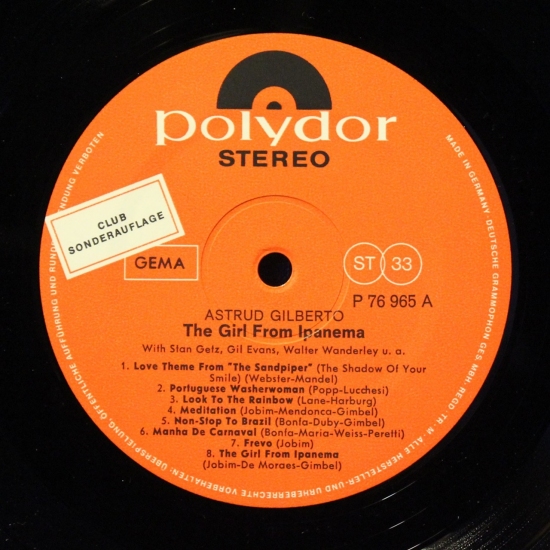 polydor
STEREO
CLUB
SONDERAUFLAGE
GEMA
ST 33
P 76 965 A
ASTRUD GILBERTO
The Girl From Ipanema
With Stan Getz, Gil Evans, Walter Wanderley u. a.
1. Love Theme From "The Sandpiper" (The Shadow Of Your
Smile) (Webster-Mandel)
2. Portuguese Washerwoman (Popp-Lucchesi)
3. Look To The Rainbow (Lane-Harburg)
4. Meditation (Jobim-Mendonca-Gimbel)
5. Non-Stop To Brazil (Bonfa-Duby-Gimbel)
6. Manha De Carnaval (Bonfa-Maria-Weiss-Peretti)
7. Frevo (Jobim)
8. The Girl From Ipanema
(Jobim-De Moraes-Gimbel)
MADE IN GERMANY. DEUTSCHE GRAMMOPHON GES. MBH. REGD. TR. M. ALLE HERSTELLER- UND URHEBERRECHTE VORBEHALTEN: ÜBERSPIELUNG, ÖFFENTLICHE AUFFÜHRUNG UND RUNDF NDUNG VERBOTEN